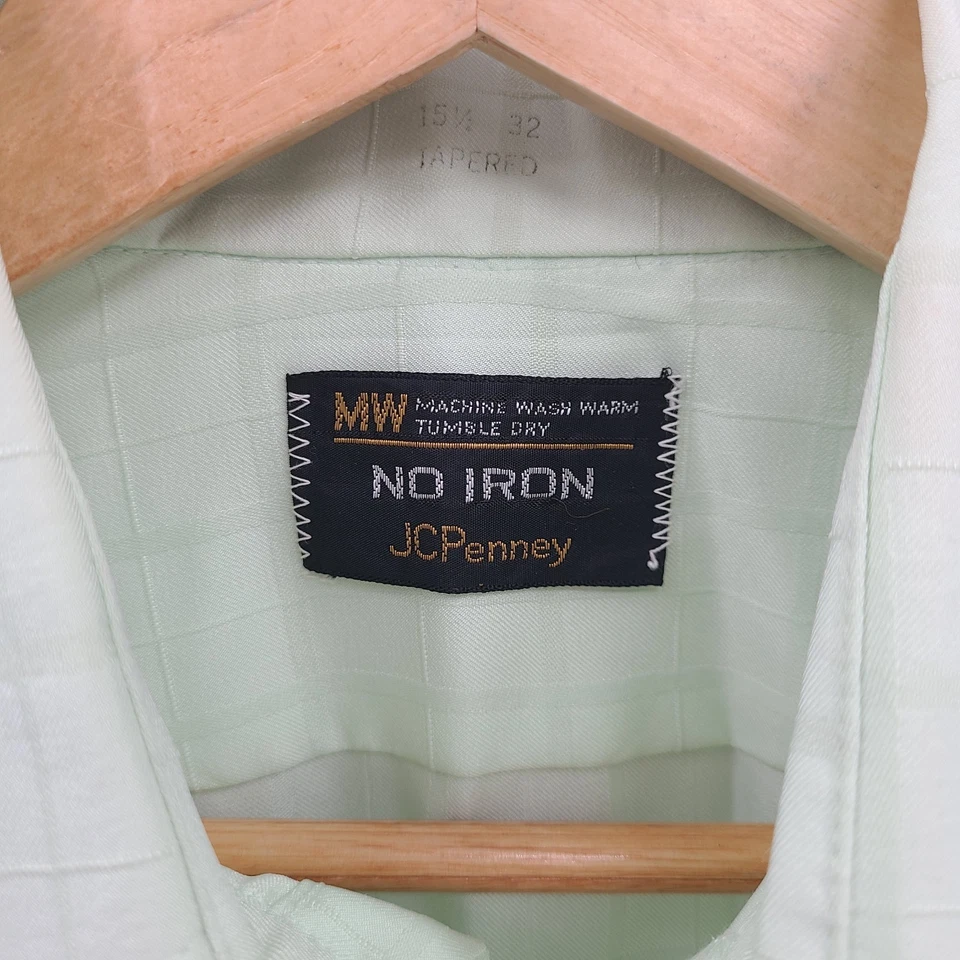 15½ 32
TAPERED
MW MACHINE WASH WARM
TUMBLE DRY
NO IRON
JCPenney